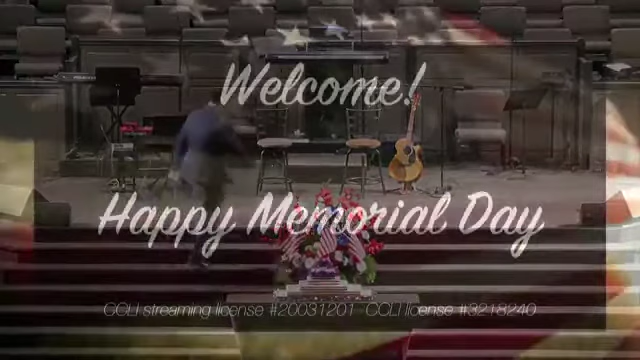 Welcome!
Happy Memorial Day
CCLI streaming license #20031201 CCLI license #3218240